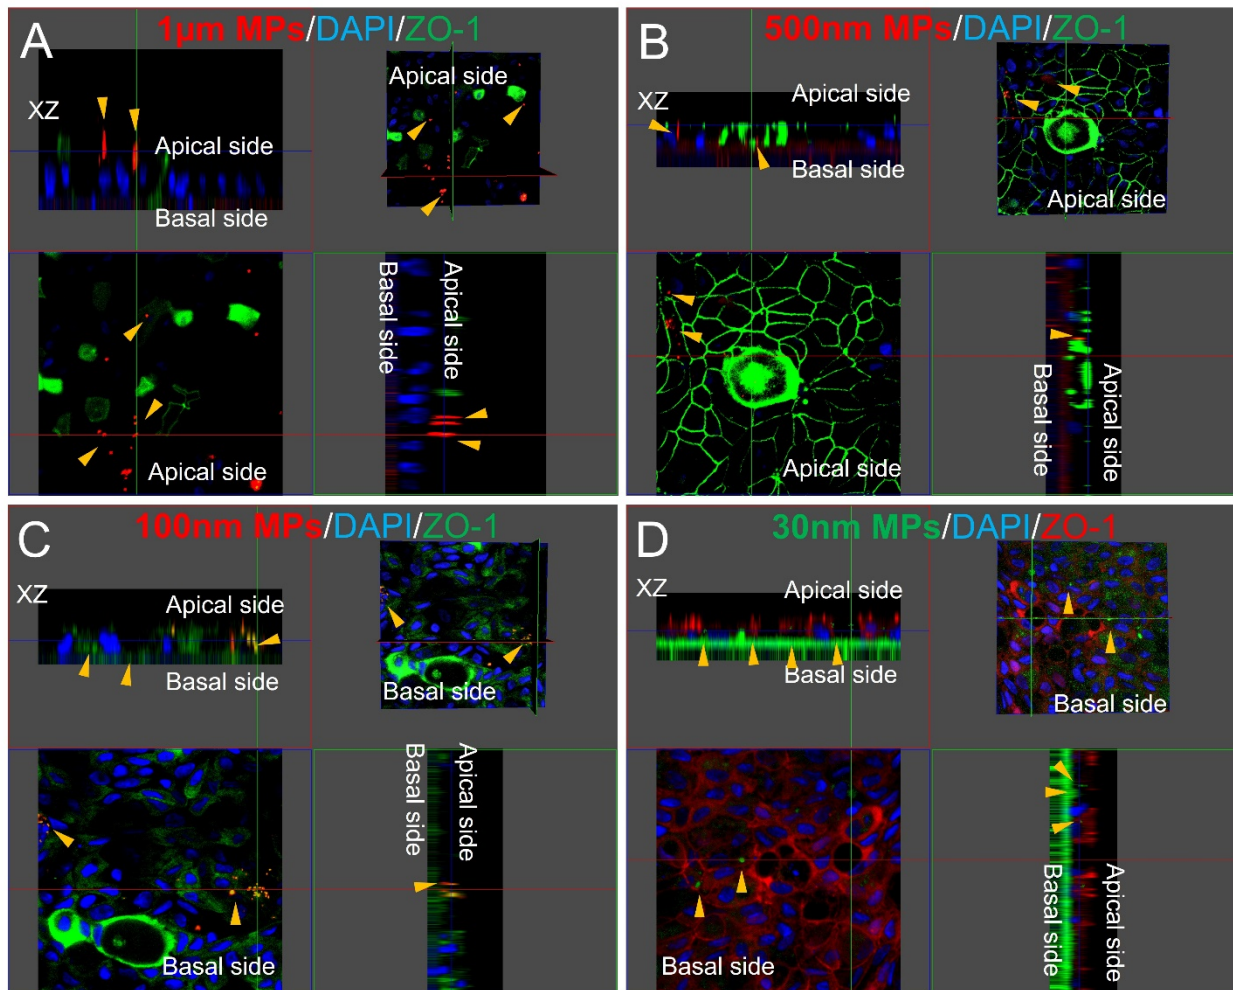 A
1µm MPs/DAPI/ZO-1
XZ
Apical side
Basal side
Apical side
Apical side
Basal side
Apical side
B
500nm MPs/DAPI/ZO-1
XZ
Apical side
Basal side
Apical side
Apical side
Basal side
Apical side
C
100nm MPs/DAPI/ZO-1
XZ
Apical side
Basal side
Basal side
Basal side
Basal side
Apical side
D
30nm MPs/DAPI/ZO-1
XZ
Apical side
Basal side
Basal side
Basal side
Basal side
Apical side